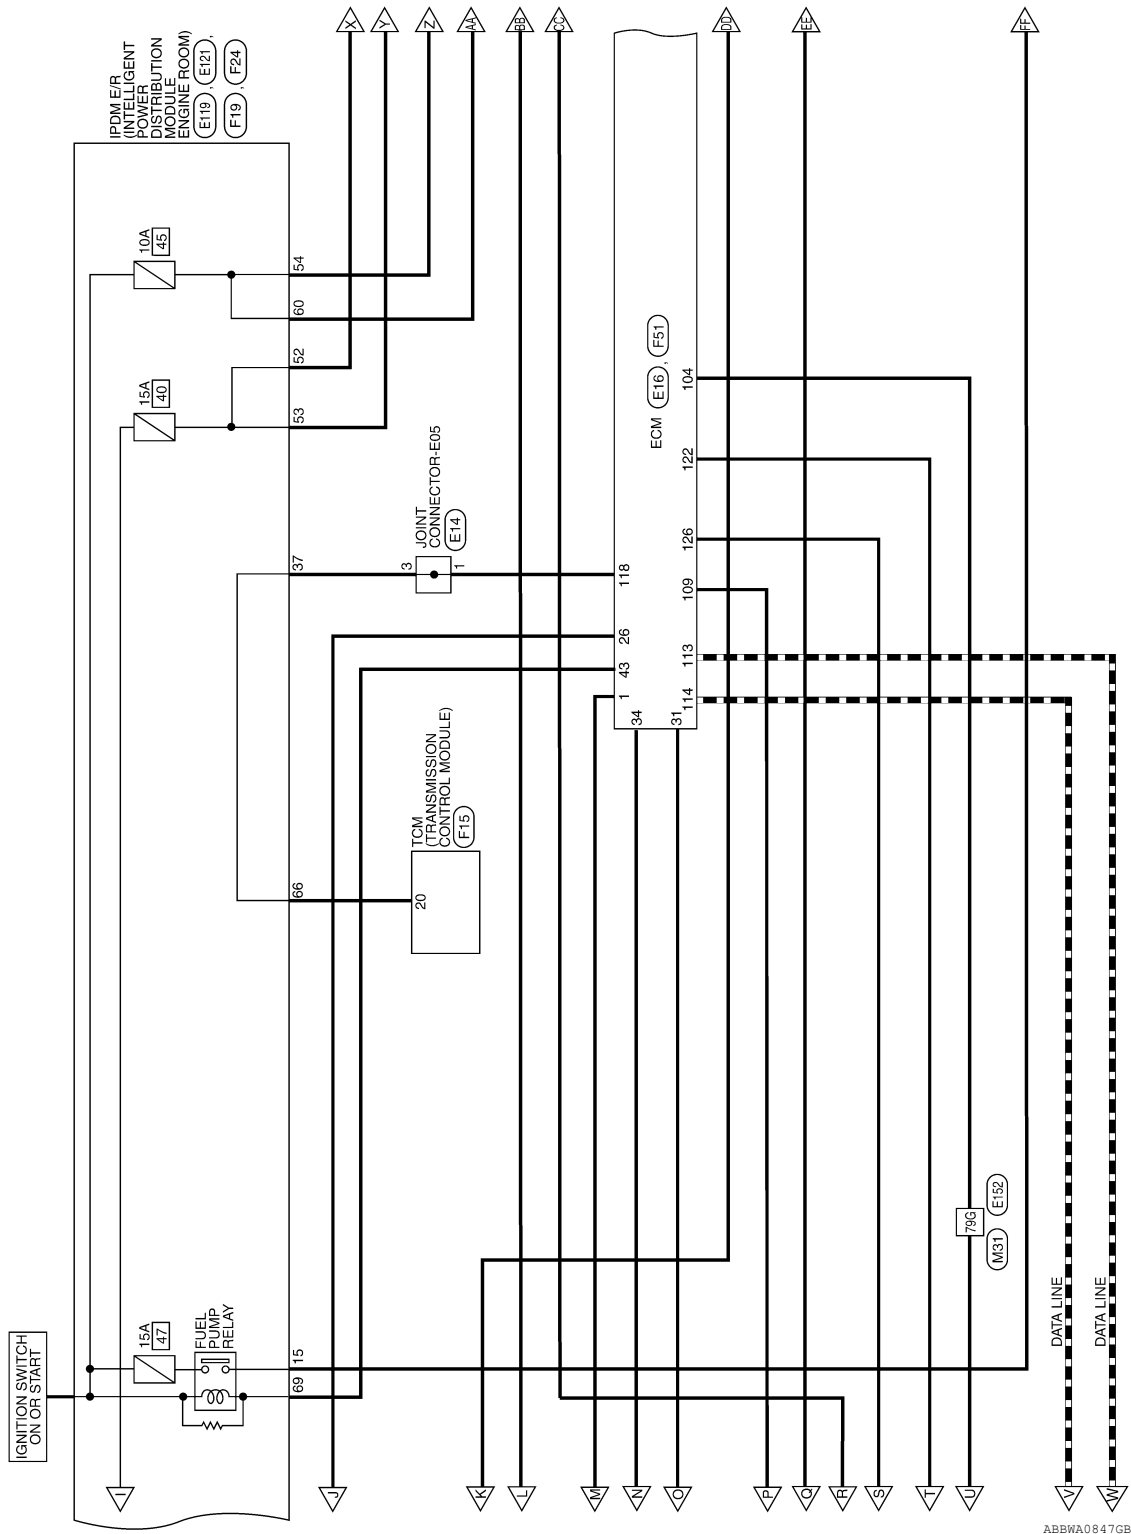 X
Y
Z
AA
BB
CC
DD
EE
FF
IPDM E/R
(INTELLIGENT
POWER
DISTRIBUTION
MODULE
ENGINE ROOM)
E119 , E121 ,
F19 , F24
10A
45
54
60
52
15A
40
53
JOINT
CONNECTOR-E05
E14
37
3
1
118
26
43
1
34
31
ECM E16 , F51
104
122
126
109
113
114
TCM
(TRANSMISSION
CONTROL MODULE)
F15
66
20
79G
M31
E152
DATA LINE
DATA LINE
IGNITION SWITCH
ON OR START
15A
47
FUEL
PUMP
RELAY
15
69
I
J
K
L
M
N
O
P
Q
R
S
T
U
V
W
ABBWA0847GB